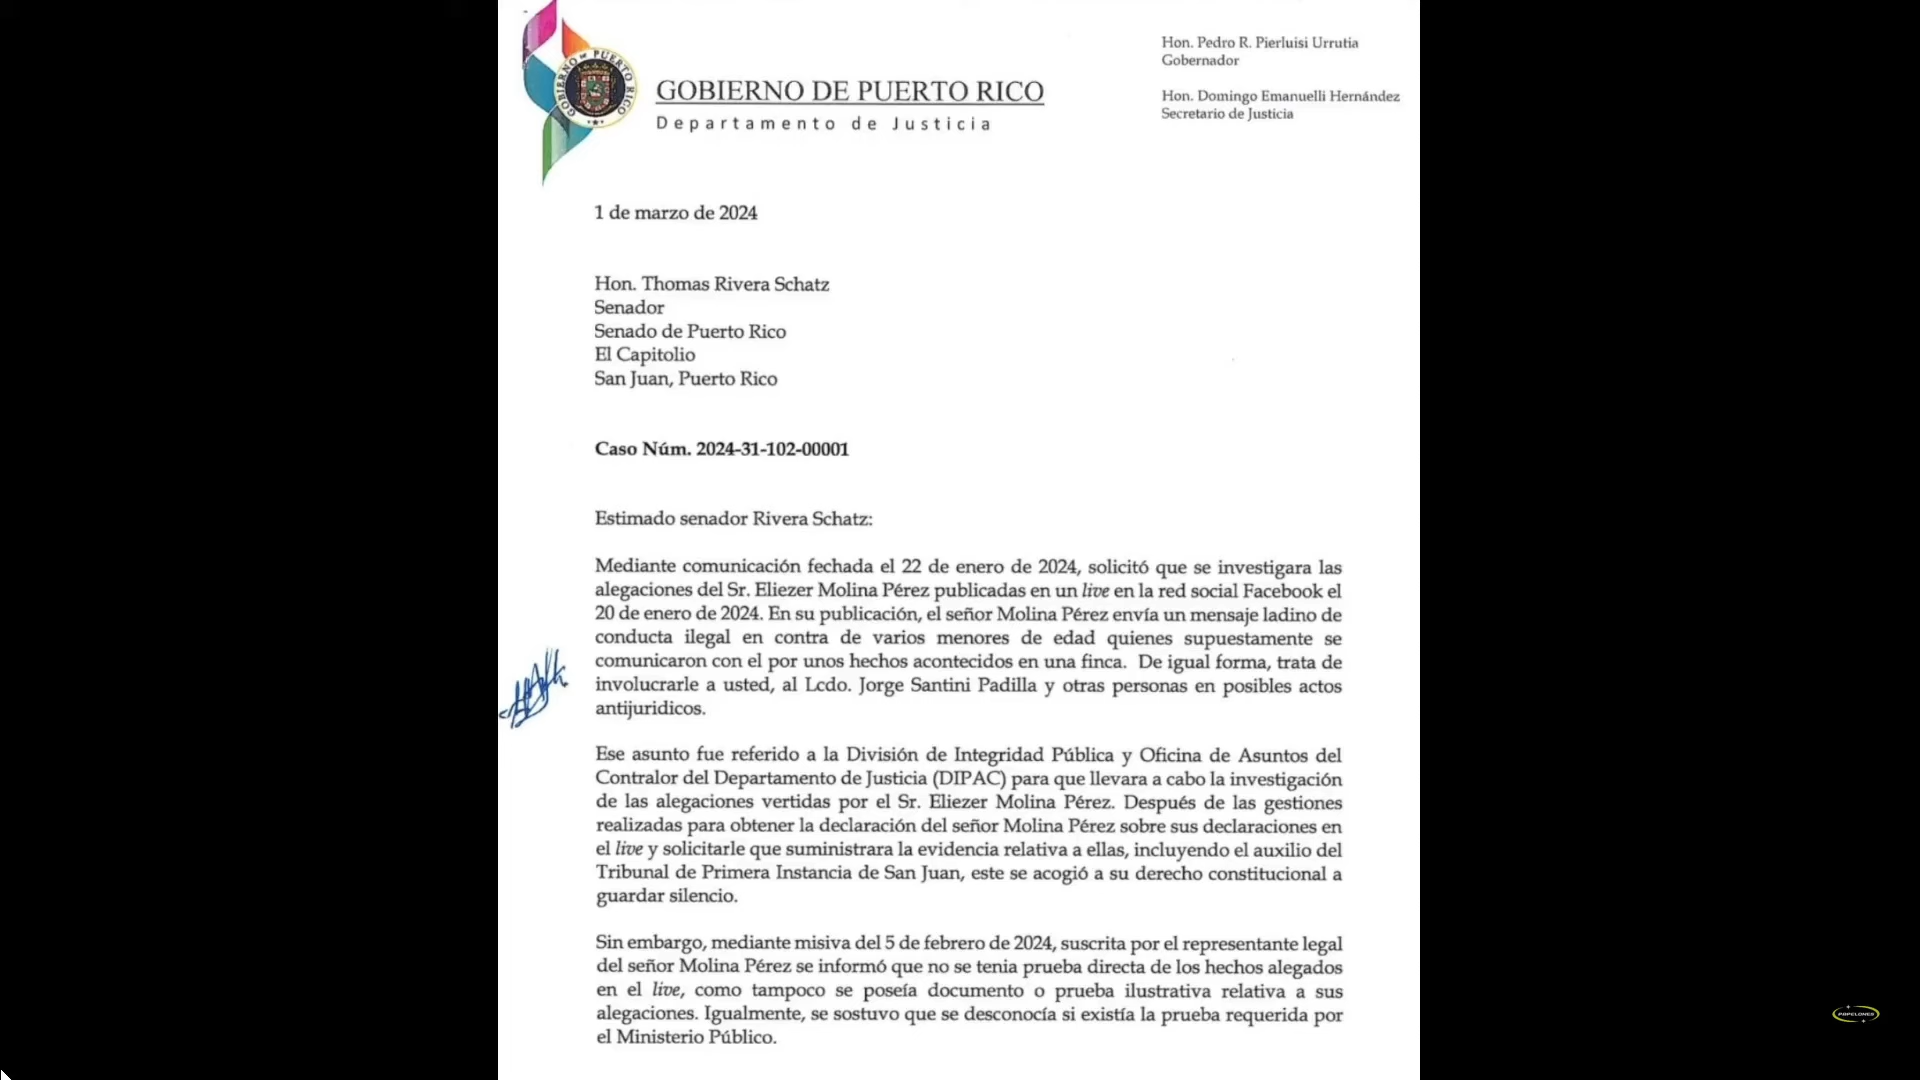 GOBIERNO DE PUERTO RICO
GOBIERNO DE PUERTO RICO
Departamento de Justicia
Hon. Pedro R. Pierluisi Urrutia
Gobernador
Hon. Domingo Emanuelli Hernández
Secretario de Justicia
1 de marzo de 2024
Hon. Thomas Rivera Schatz
Senador
Senado de Puerto Rico
El Capitolio
San Juan, Puerto Rico
Caso Núm. 2024-31-102-00001
Estimado senador Rivera Schatz:
Mediante comunicación fechada el 22 de enero de 2024, solicitó que se investigara las
alegaciones del Sr. Eliezer Molina Pérez publicadas en un live en la red social Facebook el
20 de enero de 2024. En su publicación, el señor Molina Pérez envía un mensaje ladino de
conducta ilegal en contra de varios menores de edad quienes supuestamente se
comunicaron con el por unos hechos acontecidos en una finca. De igual forma, trata de
involucrarle a usted, al Lcdo. Jorge Santini Padilla y otras personas en posibles actos
antijuridicos.
Ese asunto fue referido a la División de Integridad Pública y Oficina de Asuntos del
Contralor del Departamento de Justicia (DIPAC) para que llevara a cabo la investigación
de las alegaciones vertidas por el Sr. Eliezer Molina Pérez. Después de las gestiones
realizadas para obtener la declaración del señor Molina Pérez sobre sus declaraciones en
el live y solicitarle que suministrara la evidencia relativa a ellas, incluyendo el auxilio del
Tribunal de Primera Instancia de San Juan, este se acogió a su derecho constitucional a
guardar silencio.
Sin embargo, mediante misiva del 5 de febrero de 2024, suscrita por el representante legal
del señor Molina Pérez se informó que no se tenia prueba directa de los hechos alegados
en el live, como tampoco se poseía documento o prueba ilustrativa relativa a sus
alegaciones. Igualmente, se sostuvo que se desconocía si existía la prueba requerida por
el Ministerio Público.
PAPELONES